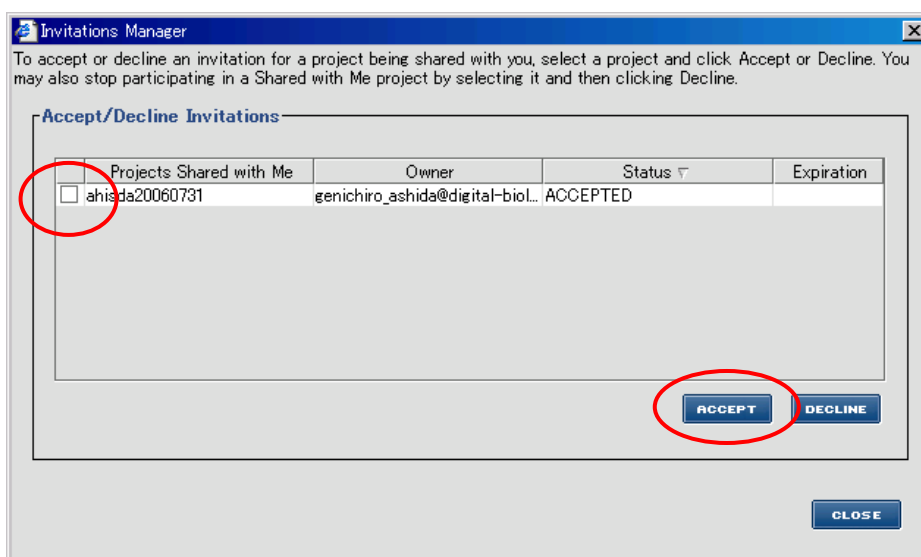 Invitations Manager
To accept or decline an invitation for a project being shared with you, select a project and click Accept or Decline. You
may also stop participating in a Shared with Me project by selecting it and then clicking Decline.
Accept/Decline Invitations
Projects Shared with Me Owner Status Expiration
ahisda20060731 genichiro_ashida@digital-biol... ACCEPTED
ACCEPT DECLINE
CLOSE